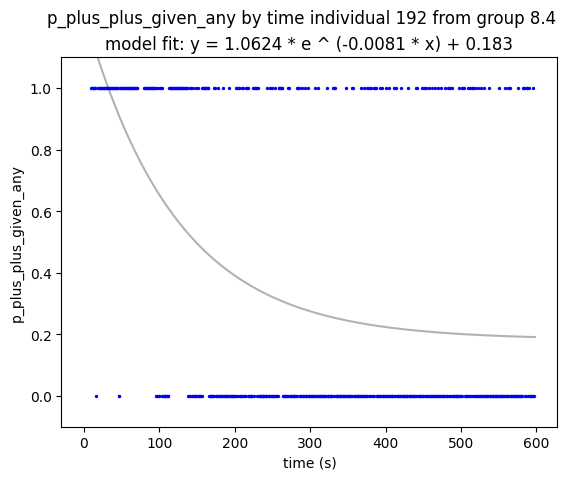 p_plus_plus_given_any by time individual 192 from group 8.4
model fit: y = 1.0624 * e ^ (-0.0081 * x) + 0.183
1.0
0.8
0.6
0.4
0.2
0.0
p_plus_plus_given_any
0 100 200 300 400 500 600
time (s)